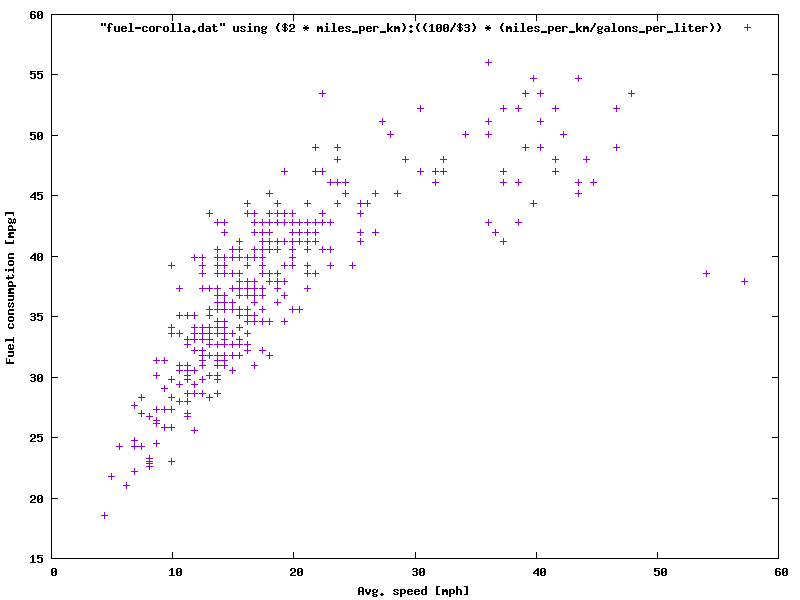 "fuel-corolla.dat" using ($2 * miles_per_km):((100/$3) * (miles_per_km/galons_per_liter))
60
55
50
45
40
35
30
25
20
15
Fuel consumption [mpg]
0 10 20 30 40 50 60
Avg. speed [mph]